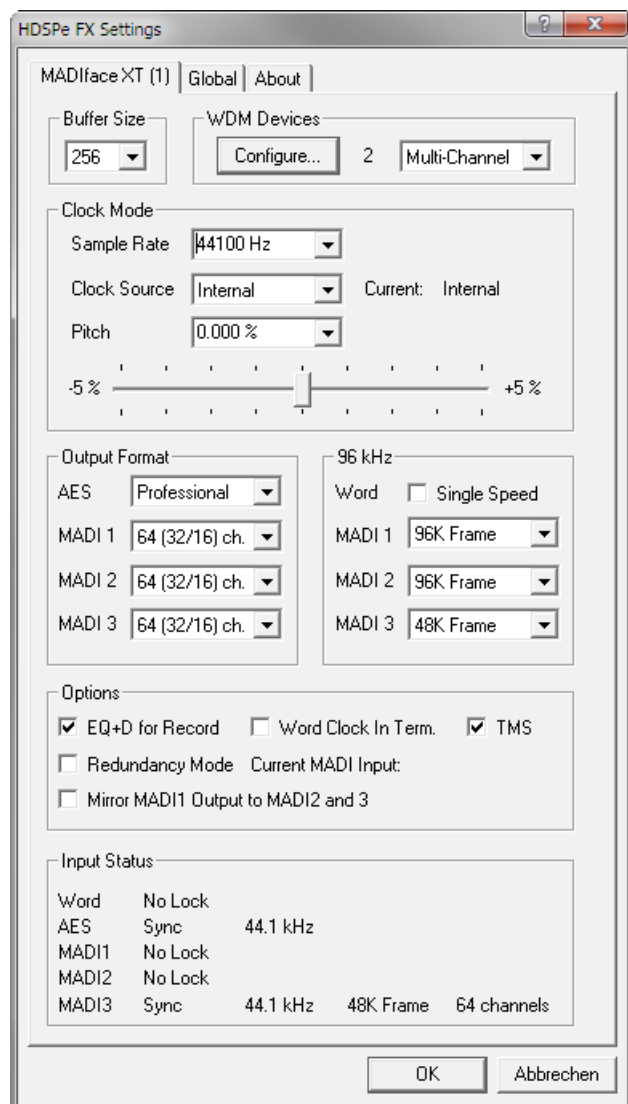 HDSPe FX Settings
MADIface XT (1) Global About
Buffer Size
256
WDM Devices
Configure... 2 Multi-Channel
Clock Mode
Sample Rate 44100 Hz
Clock Source Internal Current: Internal
Pitch 0.000 %
-5 % +5 %
Output Format
AES Professional
MADI 1 64 (32/16) ch.
MADI 2 64 (32/16) ch.
MADI 3 64 (32/16) ch.
96 kHz
Word Single Speed
MADI 1 96K Frame
MADI 2 96K Frame
MADI 3 48K Frame
Options
EQ+D for Record Word Clock In Term. TMS
Redundancy Mode Current MADI Input:
Mirror MADI1 Output to MADI2 and 3
Input Status
Word No Lock
AES Sync 44.1 kHz
MADI1 No Lock
MADI2 No Lock
MADI3 Sync 44.1 kHz 48K Frame 64 channels
OK Abbrechen